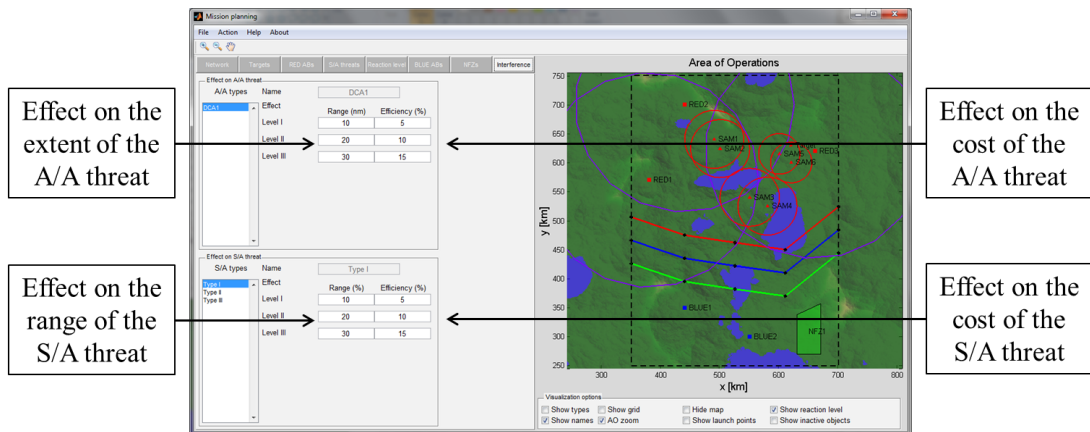 Mission planning
File Action Help About
Network Targets RED ABs S/A threats Reaction level BLUE ABs NFZs Interference
Effect on A/A threat
A/A types Name DCA1
DCA1
Effect Range (nm) Efficiency (%)
Level I 10 5
Level II 20 10
Level III 30 15
Effect on S/A threat
S/A types Name Type I
Type I
Type II
Type III
Effect Range (%) Efficiency (%)
Level I 10 5
Level II 20 10
Level III 30 15
Effect on the
extent of the
A/A threat
Effect on the
range of the
S/A threat
Effect on the
cost of the
A/A threat
Effect on the
cost of the
S/A threat
Area of Operations
y [km]
750
700
650
600
550
500
450
400
350
300
250
300 400 500 600 700 800
x [km]
RED2
SAM1
SAM2
Target
SAM5
RED3
SAM6
RED1
SAM3
SAM4
BLUE1
BLUE2
NFZ1
Visualization options
Show types Show grid Hide map Show reaction level
Show names AO zoom Show launch points Show inactive objects